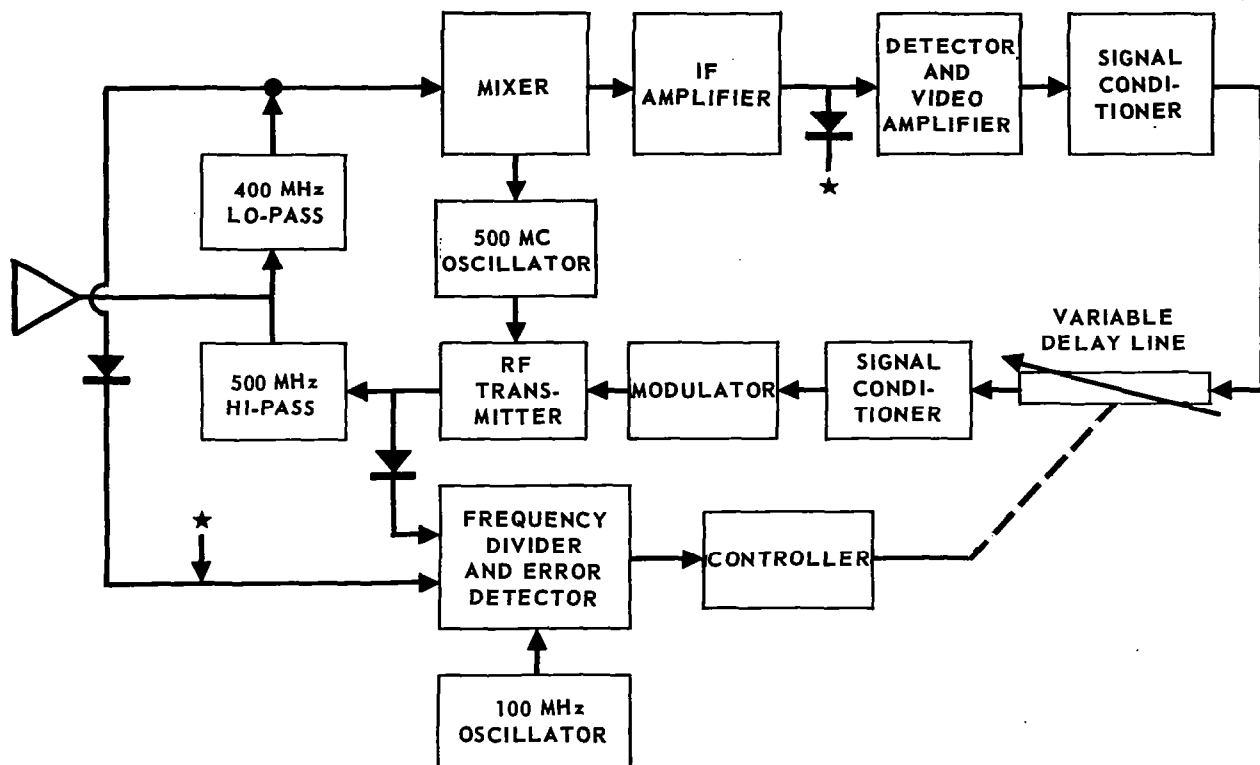 MIXER
IF
AMPLIFIER
DETECTOR
AND
VIDEO
AMPLIFIER
SIGNAL
CONDI-
TIONER
400 MHz
LO-PASS
500 MC
OSCILLATOR
VARIABLE
DELAY LINE
500 MHz
HI-PASS
RF
TRANS-
MITTER
MODULATOR
SIGNAL
CONDI-
TIONER
FREQUENCY
DIVIDER
AND ERROR
DETECTOR
CONTROLLER
100 MHz
OSCILLATOR